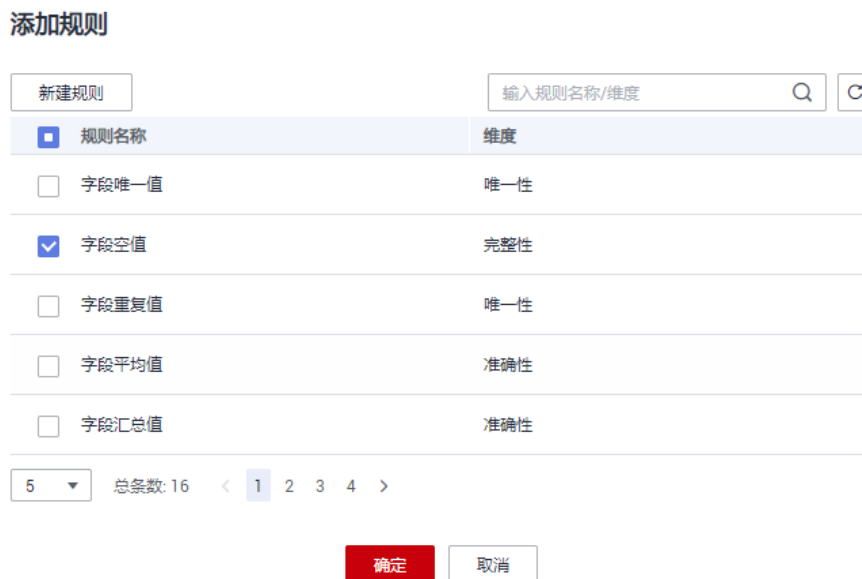 添加规则
新建规则 输入规则名称/维度
规则名称 维度
字段唯一值 唯一性
字段空值 完整性
字段重复值 唯一性
字段平均值 准确性
字段汇总值 准确性
5 总条数: 16 < 1 2 3 4 >
确定 取消